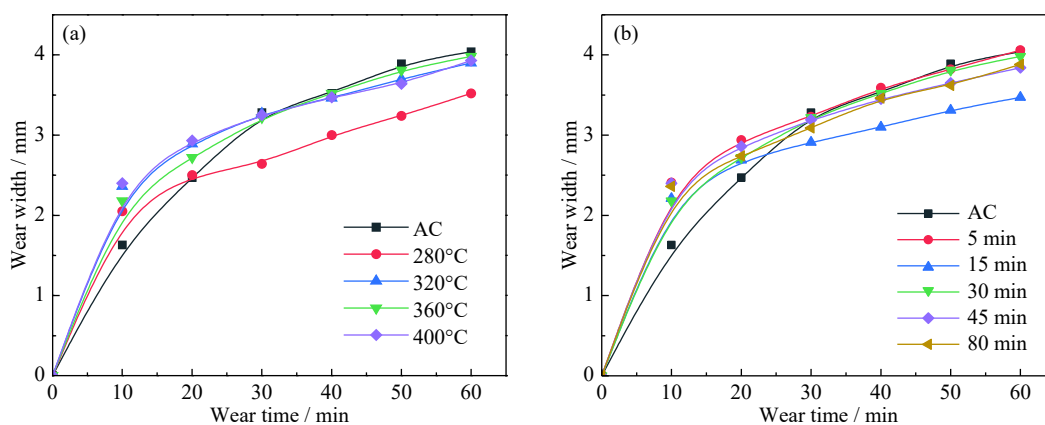 (a)
Wear width / mm
4
3
2
1
0
AC
280°C
320°C
360°C
400°C
0 10 20 30 40 50 60
Wear time / min
(b)
Wear width / mm
4
3
2
1
0
AC
5 min
15 min
30 min
45 min
80 min
0 10 20 30 40 50 60
Wear time / min